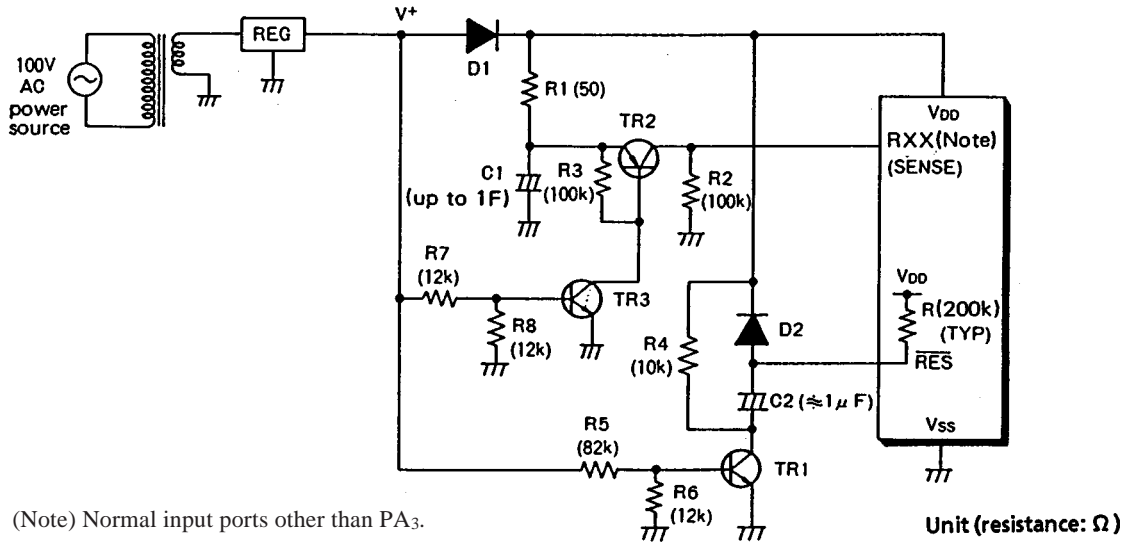 V+
REG
D1
100V
AC
power
source
R1 (50)
TR2
VDD
RXX(Note)
(SENSE)
C1
(up to 1F)
R3
(100k)
R2
(100k)
R7
(12k)
TR3
R8
(12k)
VDD
R(200k)
(TYP)
RES
D2
R4
(10k)
C2 (≑1μF)
VSS
R5
(82k)
TR1
R6
(12k)
(Note) Normal input ports other than PA3.
Unit (resistance: Ω)